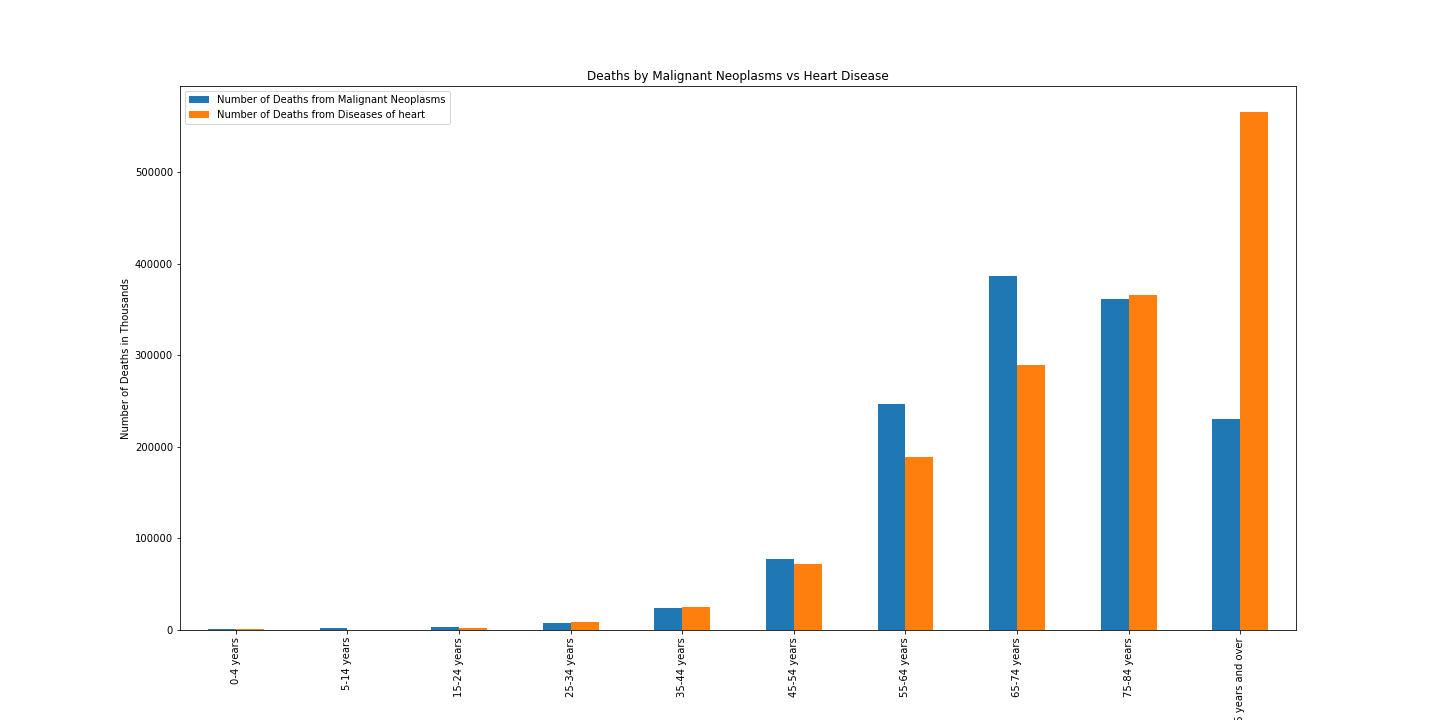 Deaths by Malignant Neoplasms vs Heart Disease
Number of Deaths from Malignant Neoplasms
Number of Deaths from Diseases of heart
Number of Deaths in Thousands
500000
400000
300000
200000
100000
0
0-4 years
5-14 years
15-24 years
25-34 years
35-44 years
45-54 years
55-64 years
65-74 years
75-84 years
years and over